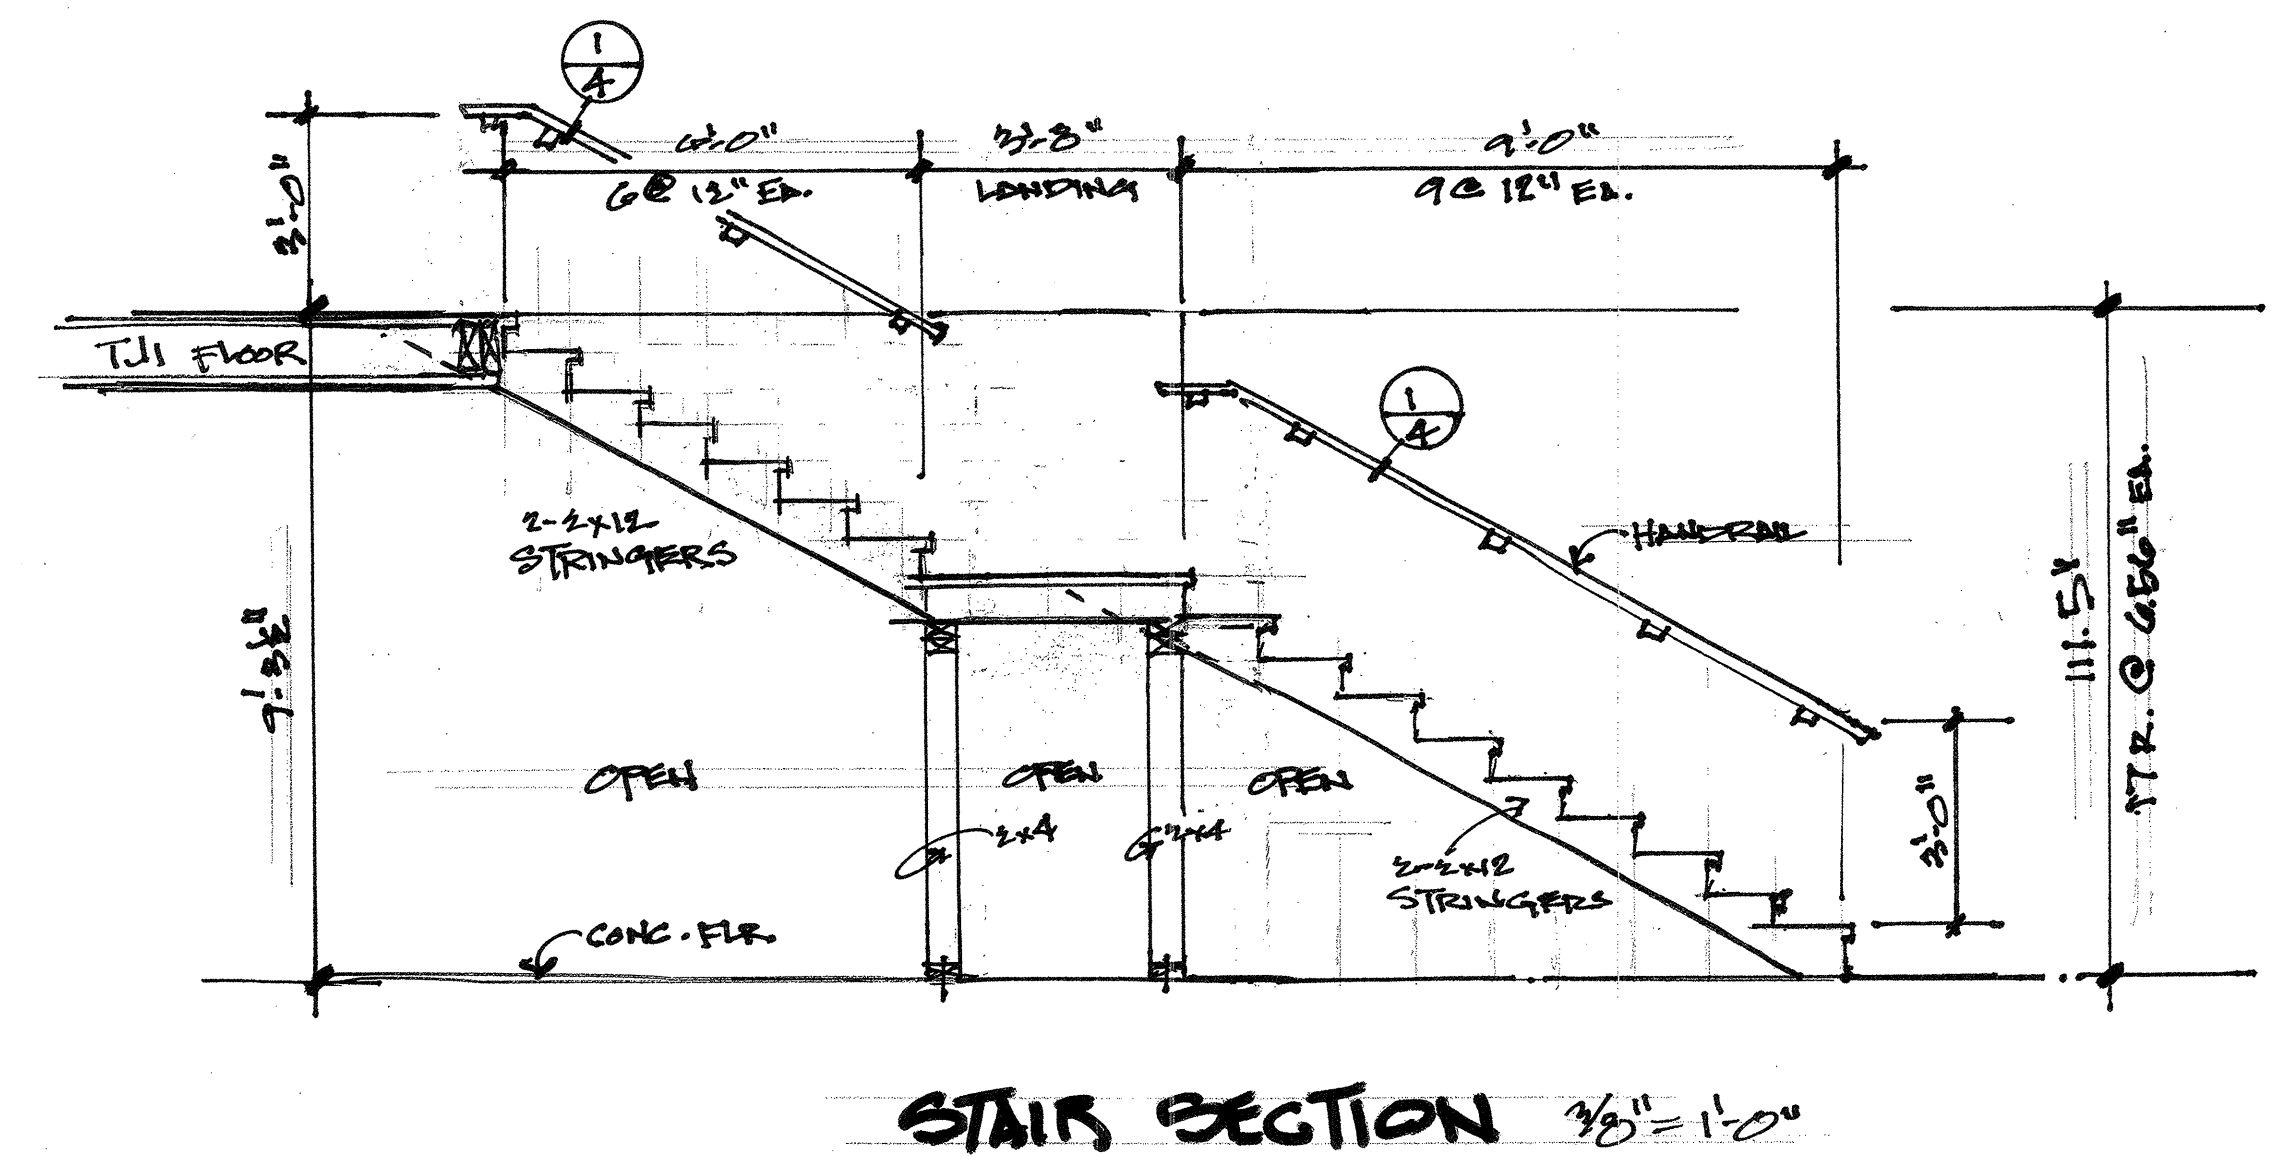 1
4
6'-0"
3'-8"
9'-0"
6 @ 12" EA.
LANDING
9 @ 12" EA.
3'-0"
TJI FLOOR
1
4
2-2x12
STRINGERS
HANDRAIL
9'-3½"
111.5"
17 R. @ 6.56" EA.
OPEN
OPEN
OPEN
2x4
2x4
3'-0"
2-2x12
STRINGERS
CONC. FLR.
STAIR SECTION 3/8" = 1'-0"